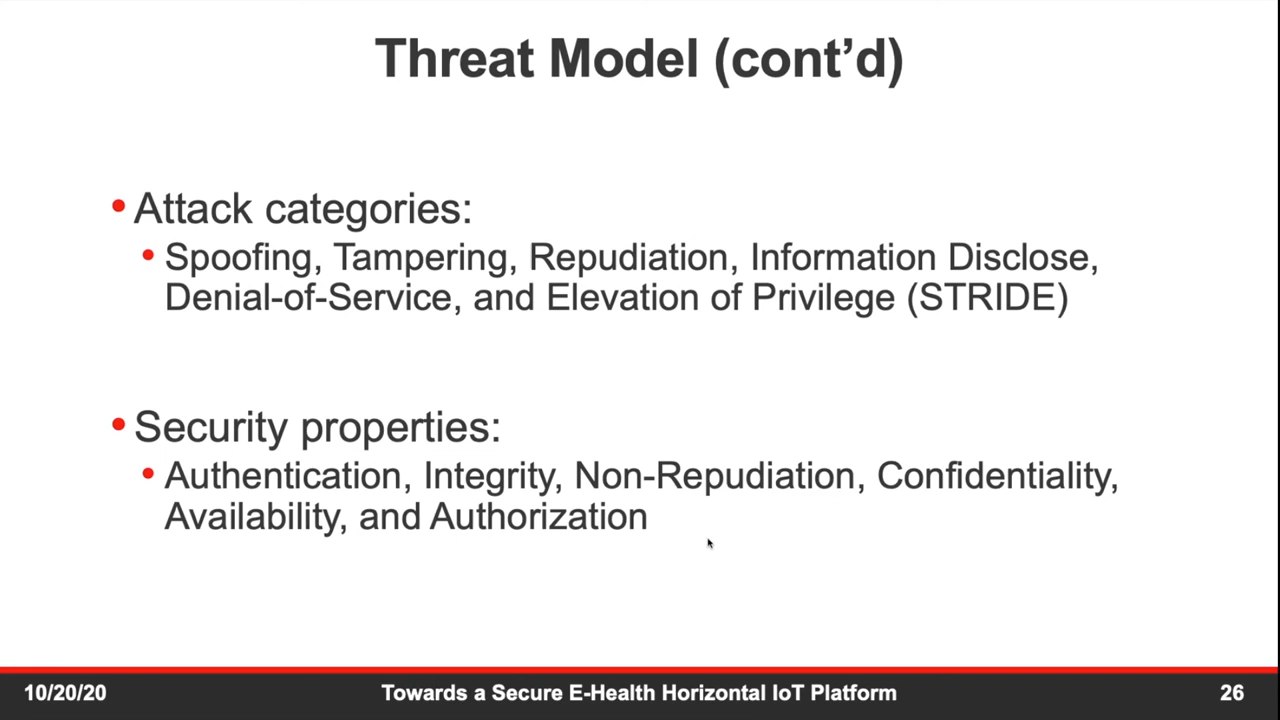 Threat Model (cont’d)
• Attack categories:
• Spoofing, Tampering, Repudiation, Information Disclose,
Denial-of-Service, and Elevation of Privilege (STRIDE)
• Security properties:
• Authentication, Integrity, Non-Repudiation, Confidentiality,
Availability, and Authorization
10/20/20
Towards a Secure E-Health Horizontal IoT Platform
26